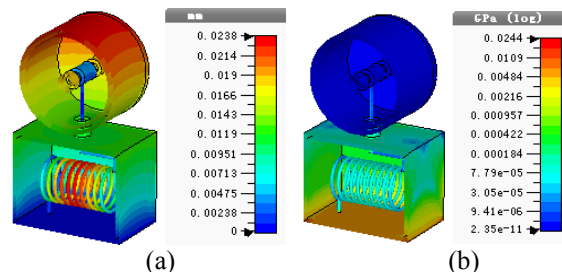 mm
0.0238
0.0214
0.019
0.0166
0.0143
0.0119
0.00951
0.00713
0.00475
0.00238
0
(a)
GPa (log)
0.0244
0.0109
0.00484
0.00216
0.000957
0.000422
0.000184
7.79e-05
3.05e-05
9.41e-06
2.35e-11
(b)